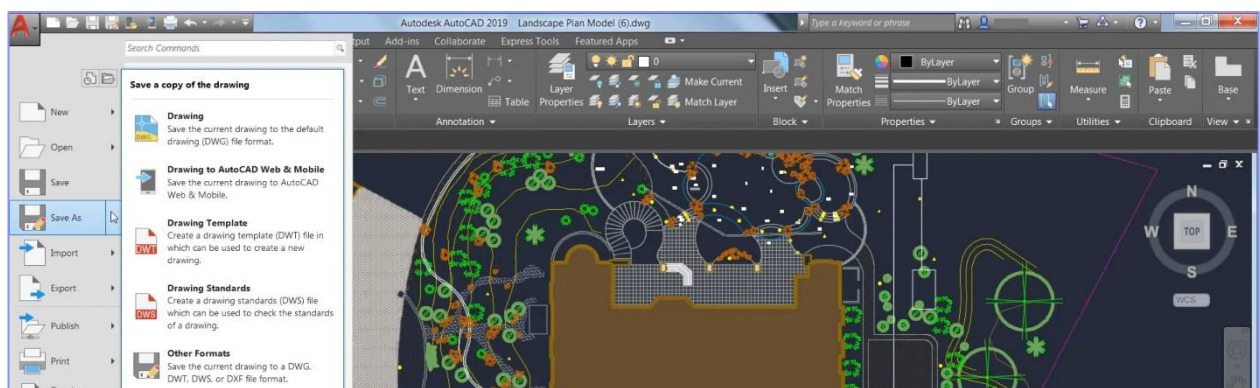 Autodesk AutoCAD 2019 Landscape Plan Model (6).dwg
Type a keyword or phrase
Search Commands
Add-ins Collaborate Express Tools Featured Apps
Save a copy of the drawing
New
Open
Save
Save As
Import
Export
Publish
Print
Drawing
Save the current drawing to the default
drawing (DWG) file format.
DWG
Drawing to AutoCAD Web & Mobile
Save the current drawing to AutoCAD
Web & Mobile.
Drawing Template
Create a drawing template (DWT) file in
which can be used to create a new
drawing.
DWT
Drawing Standards
Create a drawing standards (DWS) file
which can be used to check the standards
of a drawing.
DWS
Other Formats
Save the current drawing to a DWG,
DWT, DWS, or DXF file format.
Text
Dimension
Table
Annotation
Layer
Properties
0
Make Current
Match Layer
Layers
Insert
Block
Match
Properties
ByLayer
ByLayer
ByLayer
Properties
Group
Groups
Measure
Utilities
Paste
Clipboard
Base
View
N
W TOP E
S
WCS